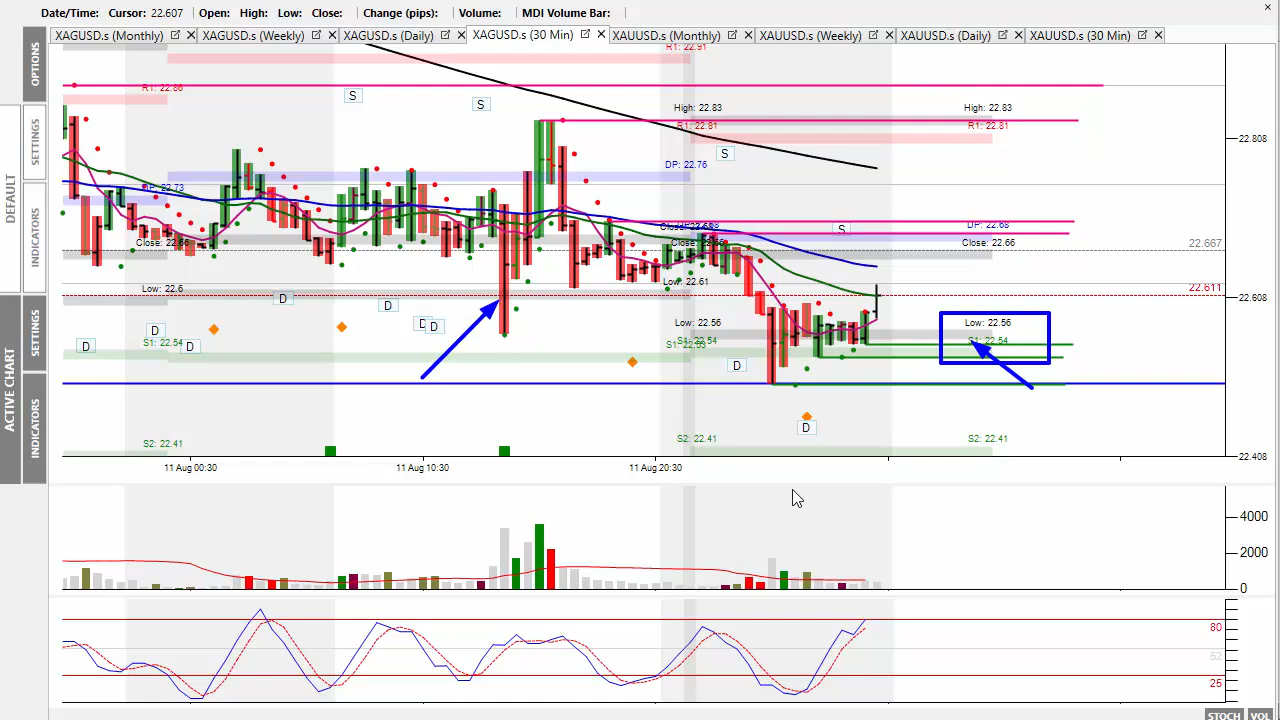 Date/Time: Cursor: 22.607 Open: High: Low: Close: Change (pips): Volume: MDI Volume Bar:
XAGUSD.s (Monthly) XAGUSD.s (Weekly) XAGUSD.s (Daily) XAGUSD.s (30 Min) XAUUSD.s (Monthly) XAUUSD.s (Weekly) XAUUSD.s (Daily) XAUUSD.s (30 Min)
OPTIONS
SETTINGS
INDICATORS
DEFAULT
SETTINGS
INDICATORS
ACTIVE CHART
R1: 22.91
R1: 22.86
S
S
High: 22.83
High: 22.83
R1: 22.81
R1: 22.81
22.808
S
DP: 22.76
DP: 22.73
DP: 22.68
S
Close: 22.66
Close: 22.66
Close: 22.66
22.667
Low: 22.6
Low: 22.61
22.611
22.608
D
D
D
D
D
D
D
D
D
Low: 22.56
Low: 22.56
S1: 22.54
S1: 22.54
S2: 22.41
S2: 22.41
S2: 22.41
22.408
11 Aug 00:30
11 Aug 10:30
11 Aug 20:30
4000
2000
0
80
52
25
STOCH VOL